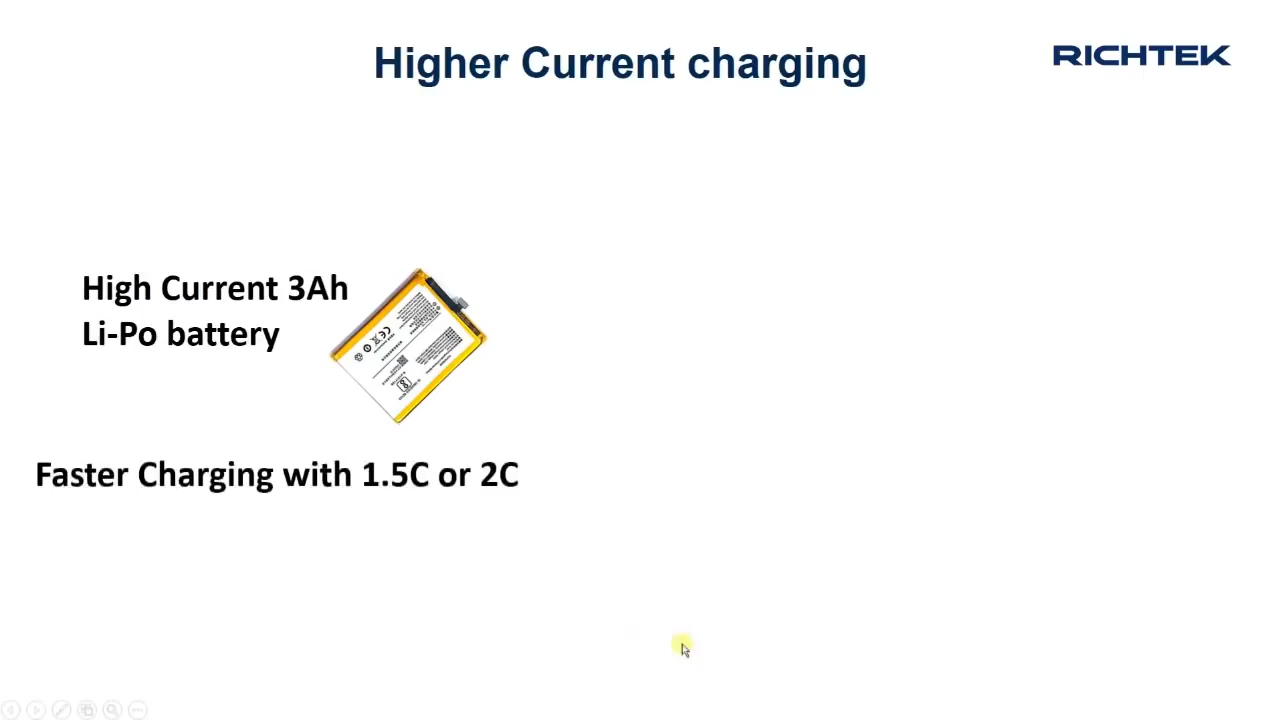 Higher Current charging
RICHTEK
High Current 3Ah
Li-Po battery
Faster Charging with 1.5C or 2C